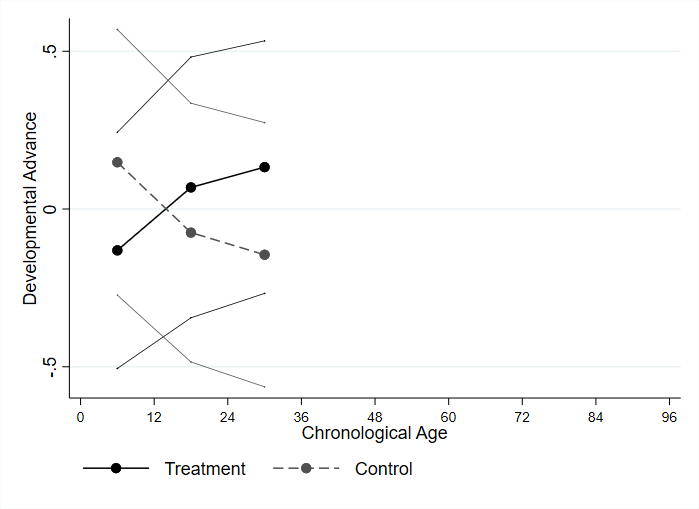 Developmental Advance
.5
0
-.5
0 12 24 36 48 60 72 84 96
Chronological Age
Treatment Control